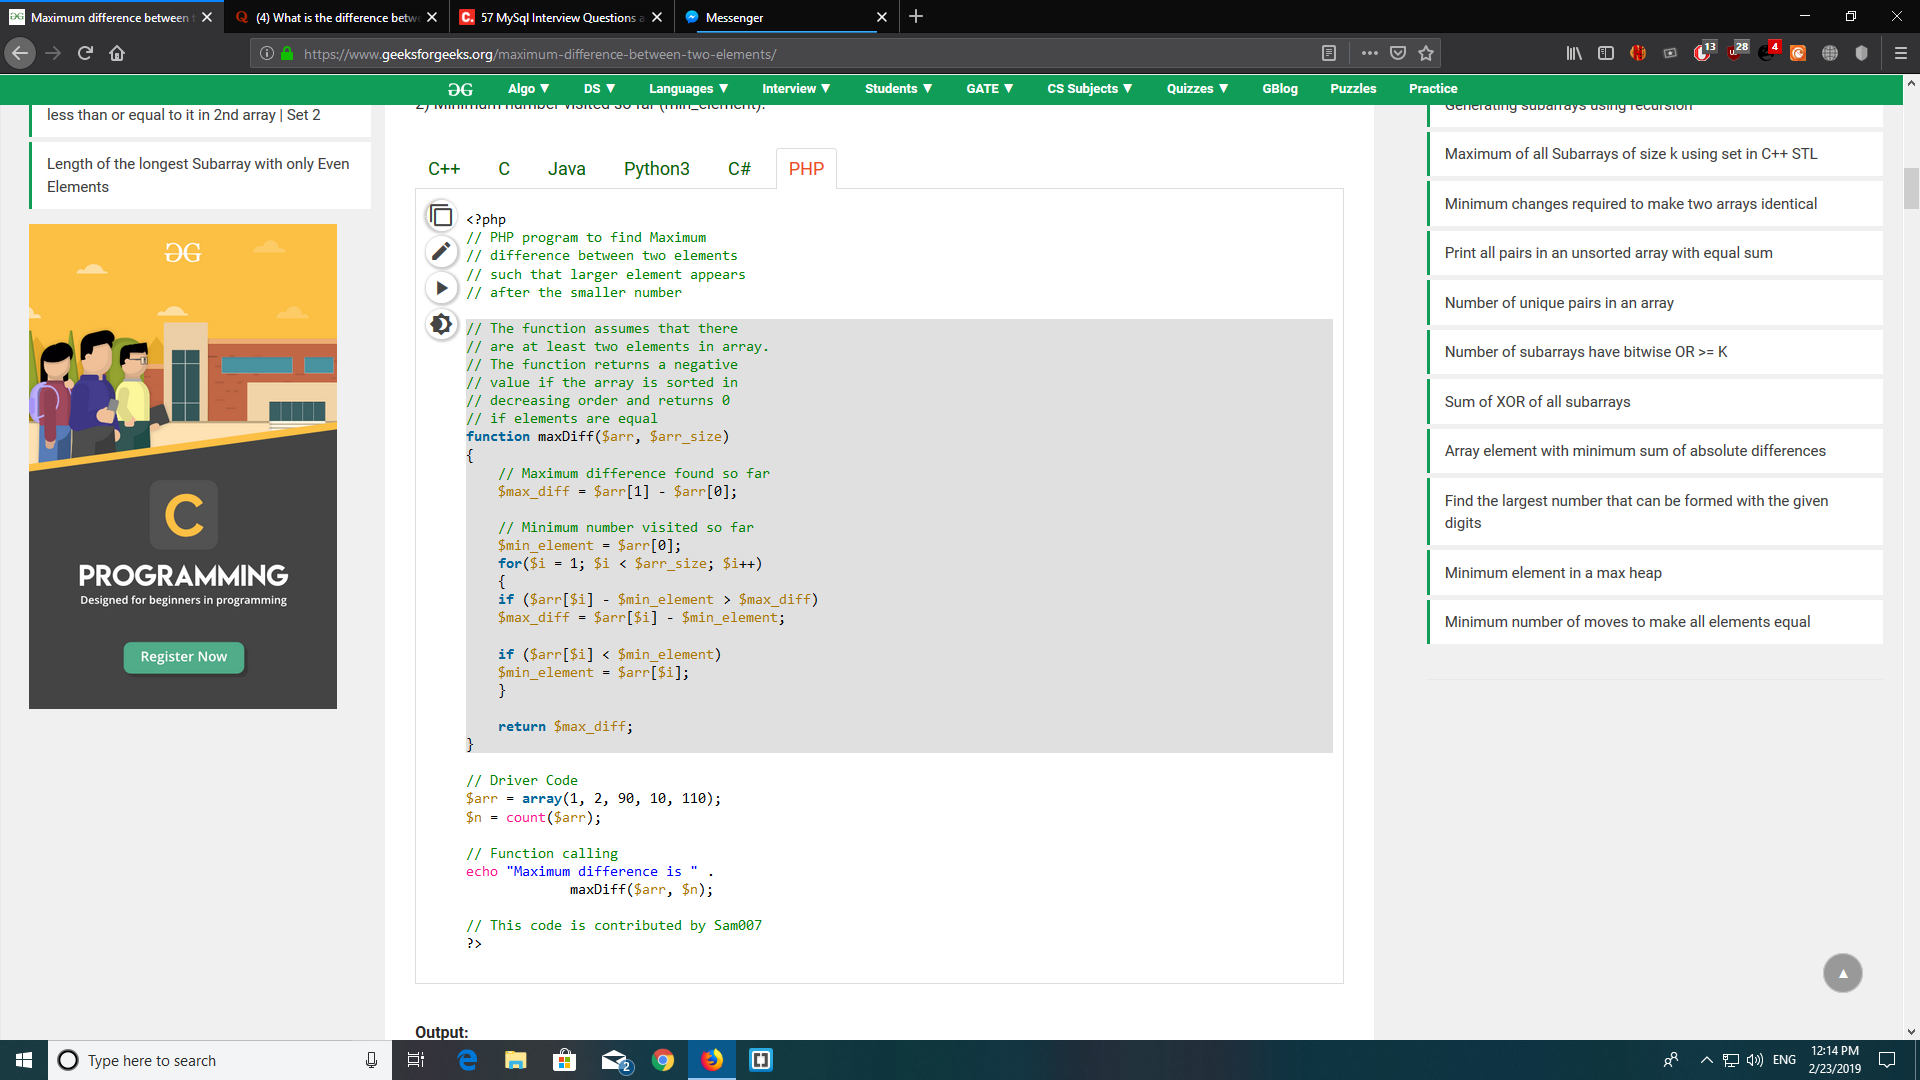 Maximum difference between t
(4) What is the difference betwe
57 MySql Interview Questions a
Messenger
https://www.geeksforgeeks.org/maximum-difference-between-two-elements/
13
28
4
Algo ▼
DS ▼
Languages ▼
Interview ▼
Students ▼
GATE ▼
CS Subjects ▼
Quizzes ▼
GBlog
Puzzles
Practice
less than or equal to it in 2nd array | Set 2
Length of the longest Subarray with only Even
Elements
PROGRAMMING
Designed for beginners in programming
Register Now
2) Minimum number visited so far (min_element).
C++
C
Java
Python3
C#
PHP
<?php
// PHP program to find Maximum
// difference between two elements
// such that larger element appears
// after the smaller number
// The function assumes that there
// are at least two elements in array.
// The function returns a negative
// value if the array is sorted in
// decreasing order and returns 0
// if elements are equal
function maxDiff($arr, $arr_size)
{
// Maximum difference found so far
$max_diff = $arr[1] - $arr[0];
// Minimum number visited so far
$min_element = $arr[0];
for($i = 1; $i < $arr_size; $i++)
{
if ($arr[$i] - $min_element > $max_diff)
$max_diff = $arr[$i] - $min_element;
if ($arr[$i] < $min_element)
$min_element = $arr[$i];
}
return $max_diff;
}
// Driver Code
$arr = array(1, 2, 90, 10, 110);
$n = count($arr);
// Function calling
echo "Maximum difference is " .
maxDiff($arr, $n);
// This code is contributed by Sam007
?>
Output:
Generating subarrays using recursion
Maximum of all Subarrays of size k using set in C++ STL
Minimum changes required to make two arrays identical
Print all pairs in an unsorted array with equal sum
Number of unique pairs in an array
Number of subarrays have bitwise OR >= K
Sum of XOR of all subarrays
Array element with minimum sum of absolute differences
Find the largest number that can be formed with the given
digits
Minimum element in a max heap
Minimum number of moves to make all elements equal
Type here to search
2
ENG
12:14 PM
2/23/2019